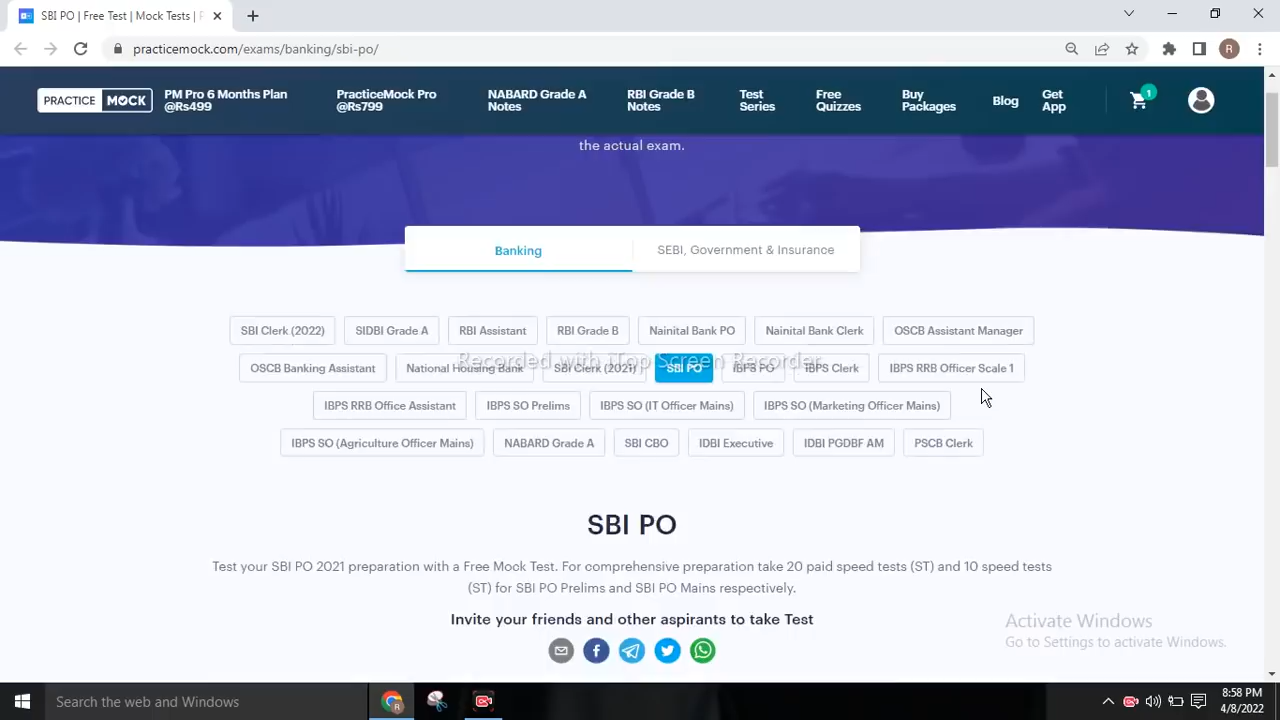 SBI PO | Free Test | Mock Tests |
practicemock.com/exams/banking/sbi-po/
R
PRACTICE MOCK
PM Pro 6 Months Plan @Rs499
PracticeMock Pro @Rs799
NABARD Grade A Notes
RBI Grade B Notes
Test Series
Free Quizzes
Buy Packages
Blog
Get App
1
the actual exam.
Banking
SEBI, Government & Insurance
SBI Clerk (2022) SIDBI Grade A RBI Assistant RBI Grade B Nainital Bank PO Nainital Bank Clerk OSCB Assistant Manager
Recorded with iTop Screen Recorder
OSCB Banking Assistant National Housing Bank SBI Clerk (2021) SBI PO IBPS PO IBPS Clerk IBPS RRB Officer Scale 1
IBPS RRB Office Assistant IBPS SO Prelims IBPS SO (IT Officer Mains) IBPS SO (Marketing Officer Mains)
IBPS SO (Agriculture Officer Mains) NABARD Grade A SBI CBO IDBI Executive IDBI PGDBF AM PSCB Clerk
SBI PO
Test your SBI PO 2021 preparation with a Free Mock Test. For comprehensive preparation take 20 paid speed tests (ST) and 10 speed tests
(ST) for SBI PO Prelims and SBI PO Mains respectively.
Invite your friends and other aspirants to take Test
Activate Windows
Go to Settings to activate Windows.
Search the web and Windows
R
8:58 PM
4/8/2022